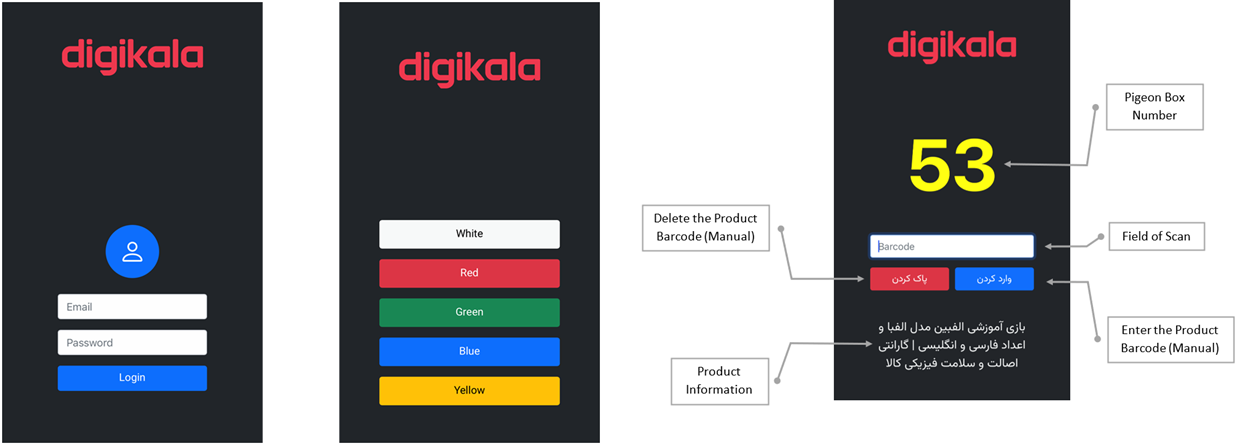 digikala
Email
Password
Login
digikala
White
Red
Green
Blue
Yellow
digikala
53
Barcode
پاک کردن
وارد کردن
بازی آموزشی الفبین مدل الفبا و
اعداد فارسی و انگلیسی | گارانتی
اصالت و سلامت فیزیکی کالا
Delete the Product
Barcode (Manual)
Product
Information
Pigeon Box
Number
Field of Scan
Enter the Product
Barcode (Manual)